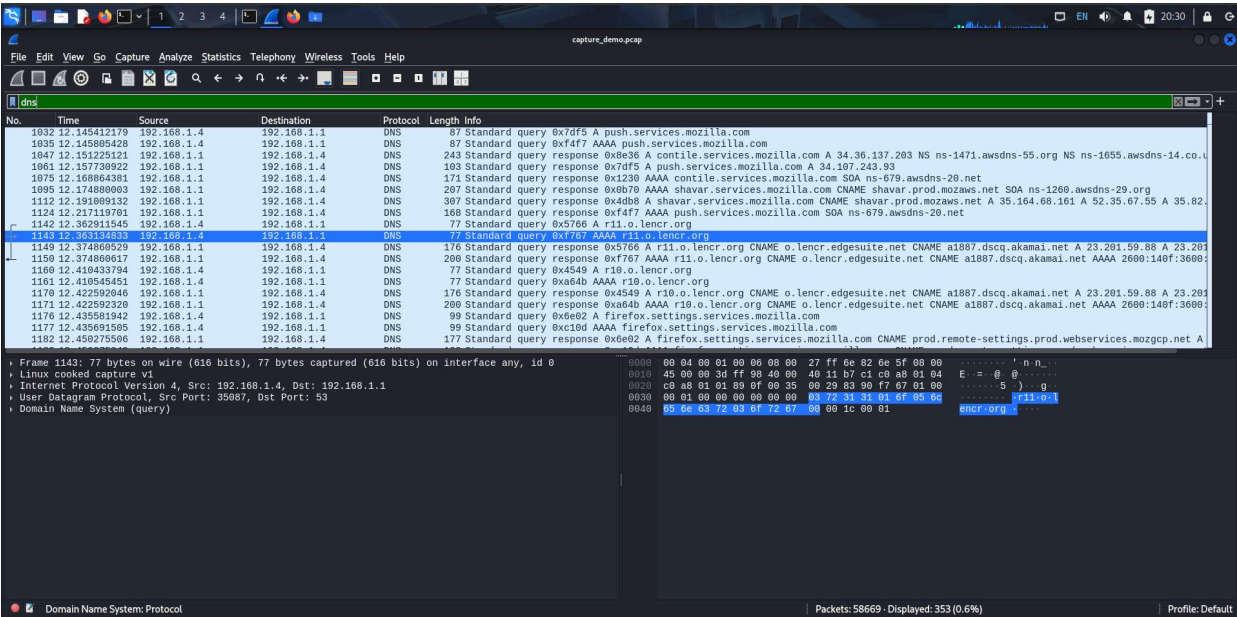 1 2 3 4 EN 20:30
capture_demo.pcap
File Edit View Go Capture Analyze Statistics Telephony Wireless Tools Help
dns
No. Time Source Destination Protocol Length Info
1032 12.145412179 192.168.1.4 192.168.1.1 DNS 87 Standard query 0x7df5 A push.services.mozilla.com
1035 12.145805428 192.168.1.4 192.168.1.1 DNS 87 Standard query 0xf4f7 AAAA push.services.mozilla.com
1047 12.151225121 192.168.1.1 192.168.1.4 DNS 243 Standard query response 0x8e36 A contile.services.mozilla.com A 34.36.137.203 NS ns-1471.awsdns-55.org NS ns-1655.awsdns-14.co.u
1061 12.157730922 192.168.1.1 192.168.1.4 DNS 103 Standard query response 0x7df5 A push.services.mozilla.com A 34.107.243.93
1075 12.168864381 192.168.1.1 192.168.1.4 DNS 171 Standard query response 0x1230 AAAA contile.services.mozilla.com SOA ns-679.awsdns-20.net
1095 12.174880003 192.168.1.1 192.168.1.4 DNS 207 Standard query response 0x0b70 AAAA shavar.services.mozilla.com CNAME shavar.prod.mozaws.net SOA ns-1260.awsdns-29.org
1112 12.191009132 192.168.1.1 192.168.1.4 DNS 307 Standard query response 0x4db8 A shavar.services.mozilla.com CNAME shavar.prod.mozaws.net A 35.164.68.161 A 52.35.67.55 A 35.82.
1124 12.217119701 192.168.1.1 192.168.1.4 DNS 168 Standard query response 0xf4f7 AAAA push.services.mozilla.com SOA ns-679.awsdns-20.net
1142 12.362911545 192.168.1.4 192.168.1.1 DNS 77 Standard query 0x5766 A r11.o.lencr.org
1143 12.363134833 192.168.1.4 192.168.1.1 DNS 77 Standard query 0xf767 AAAA r11.o.lencr.org
1149 12.374860529 192.168.1.1 192.168.1.4 DNS 176 Standard query response 0x5766 A r11.o.lencr.org CNAME o.lencr.edgesuite.net CNAME a1887.dscq.akamai.net A 23.201.59.88 A 23.201
1150 12.374860617 192.168.1.1 192.168.1.4 DNS 200 Standard query response 0xf767 AAAA r11.o.lencr.org CNAME o.lencr.edgesuite.net CNAME a1887.dscq.akamai.net AAAA 2600:140f:3600:
1160 12.410433794 192.168.1.4 192.168.1.1 DNS 77 Standard query 0x4549 A r10.o.lencr.org
1161 12.410545451 192.168.1.4 192.168.1.1 DNS 77 Standard query 0xa64b AAAA r10.o.lencr.org
1170 12.422592046 192.168.1.1 192.168.1.4 DNS 176 Standard query response 0x4549 A r10.o.lencr.org CNAME o.lencr.edgesuite.net CNAME a1887.dscq.akamai.net A 23.201.59.88 A 23.201
1171 12.422592320 192.168.1.1 192.168.1.4 DNS 200 Standard query response 0xa64b AAAA r10.o.lencr.org CNAME o.lencr.edgesuite.net CNAME a1887.dscq.akamai.net AAAA 2600:140f:3600:
1176 12.435581942 192.168.1.4 192.168.1.1 DNS 99 Standard query 0x6e02 A firefox.settings.services.mozilla.com
1177 12.435691505 192.168.1.4 192.168.1.1 DNS 99 Standard query 0xc10d AAAA firefox.settings.services.mozilla.com
1182 12.450275506 192.168.1.1 192.168.1.4 DNS 177 Standard query response 0x6e02 A firefox.settings.services.mozilla.com CNAME prod.remote-settings.prod.webservices.mozgcp.net A
Frame 1143: 77 bytes on wire (616 bits), 77 bytes captured (616 bits) on interface any, id 0
Linux cooked capture v1
Internet Protocol Version 4, Src: 192.168.1.4, Dst: 192.168.1.1
User Datagram Protocol, Src Port: 35087, Dst Port: 53
Domain Name System (query)
0000 00 04 00 01 00 06 08 00 27 ff 6e 82 6e 5f 08 00 ········ '·n·n_··
0010 45 00 00 3d ff 98 40 00 40 11 b7 c1 c0 a8 01 04 E··=··@· @·······
0020 c0 a8 01 01 89 0f 00 35 00 29 83 90 f7 67 01 00 ·······5 ·)···g··
0030 00 01 00 00 00 00 00 00 03 72 31 31 01 6f 05 6c ········ ·r11·o·l
0040 65 6e 63 72 03 6f 72 67 00 00 1c 00 01 encr·org ·····
Domain Name System: Protocol Packets: 58669 · Displayed: 353 (0.6%) Profile: Default